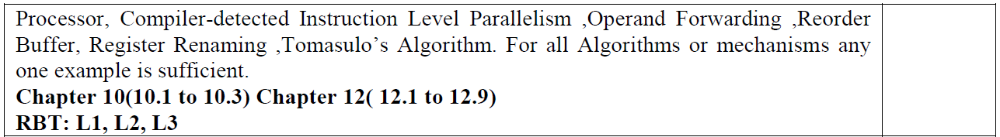 Processor, Compiler-detected Instruction Level Parallelism ,Operand Forwarding ,Reorder
Buffer, Register Renaming ,Tomasulo’s Algorithm. For all Algorithms or mechanisms any
one example is sufficient.
Chapter 10(10.1 to 10.3) Chapter 12( 12.1 to 12.9)
RBT: L1, L2, L3